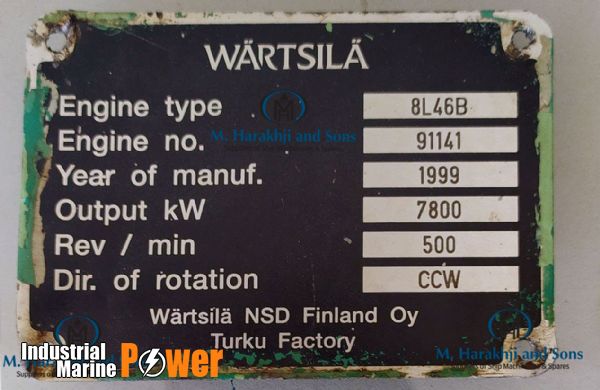 WÄRTSILÄ
Engine type 8L46B
Engine no. 91141
M. Harakhji and Sons
Year of manuf. 1999
Output kW 7800
Rev / min 500
Dir. of rotation CCW
Wärtsilä NSD Finland Oy
Turku Factory
Industrial
Marine Power
M. Harakhji and Sons